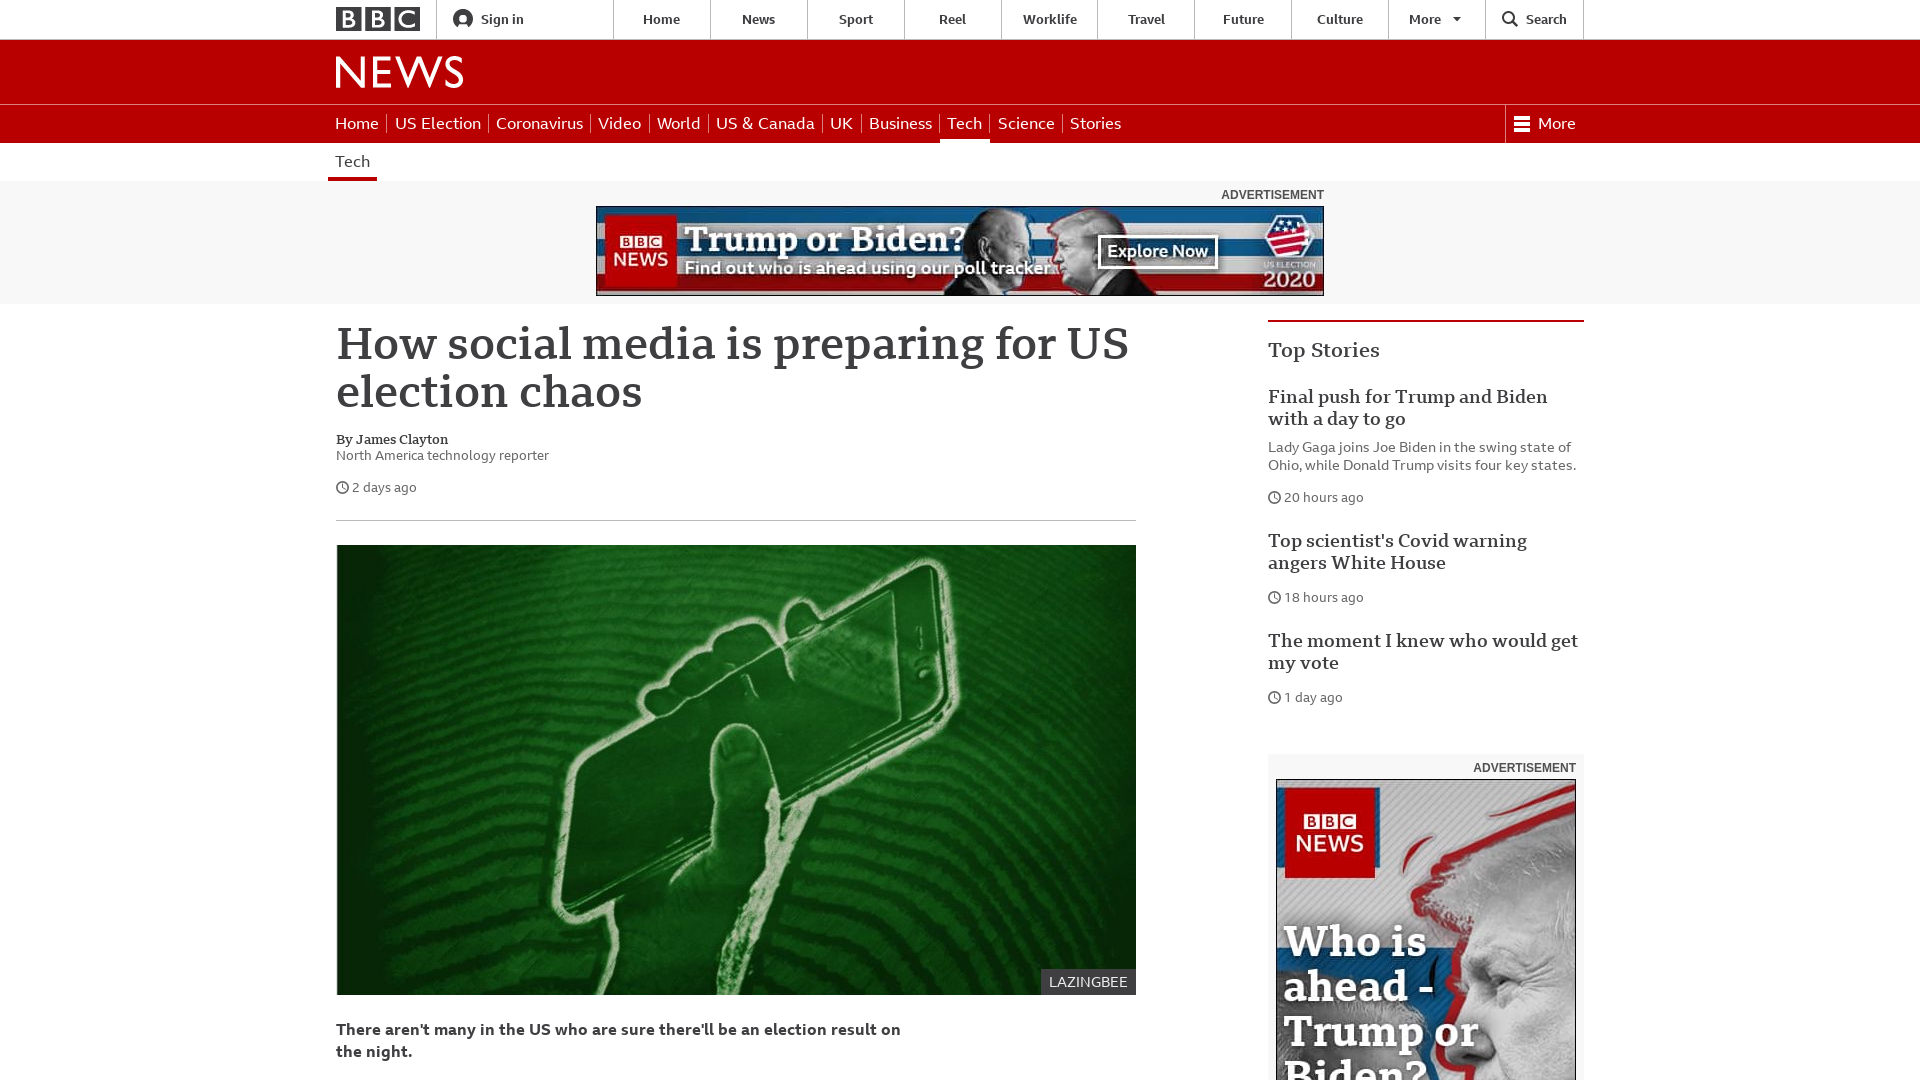 BBC
Sign in
Home
News
Sport
Reel
Worklife
Travel
Future
Culture
More
Search
NEWS
Home
US Election
Coronavirus
Video
World
US & Canada
UK
Business
Tech
Science
Stories
More
Tech
ADVERTISEMENT
BBC
NEWS
Trump or Biden?
Find out who is ahead using our poll tracker
Explore Now
US ELECTION
2020
How social media is preparing for US
election chaos
By James Clayton
North America technology reporter
2 days ago
LAZINGBEE
There aren't many in the US who are sure there'll be an election result on
the night.
Top Stories
Final push for Trump and Biden
with a day to go
Lady Gaga joins Joe Biden in the swing state of
Ohio, while Donald Trump visits four key states.
20 hours ago
Top scientist's Covid warning
angers White House
18 hours ago
The moment I knew who would get
my vote
1 day ago
ADVERTISEMENT
BBC
NEWS
Who is
ahead -
Trump or
Biden?